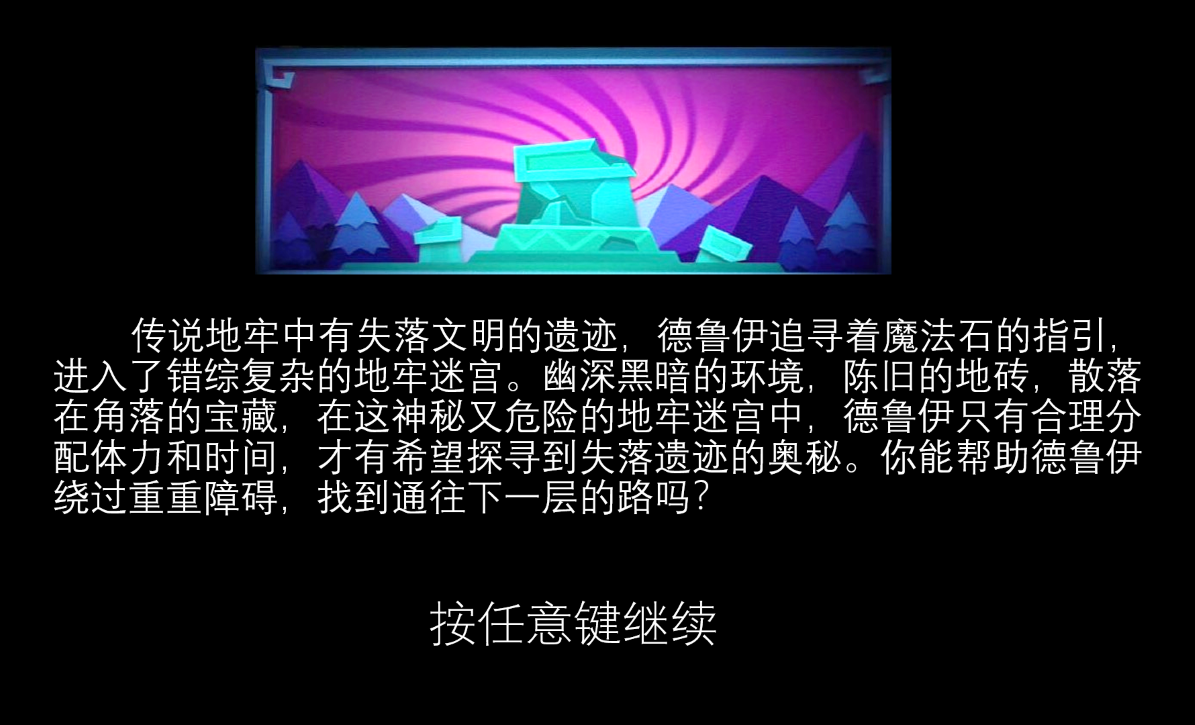 传说地牢中有失落文明的遗迹，德鲁伊追寻着魔法石的指引，
进入了错综复杂的地牢迷宫。幽深黑暗的环境，陈旧的地砖，散落
在角落的宝藏，在这神秘又危险的地牢迷宫中，德鲁伊只有合理分
配体力和时间，才有希望探寻到失落遗迹的奥秘。你能帮助德鲁伊
绕过重重障碍，找到通往下一层的路吗？
按任意键继续